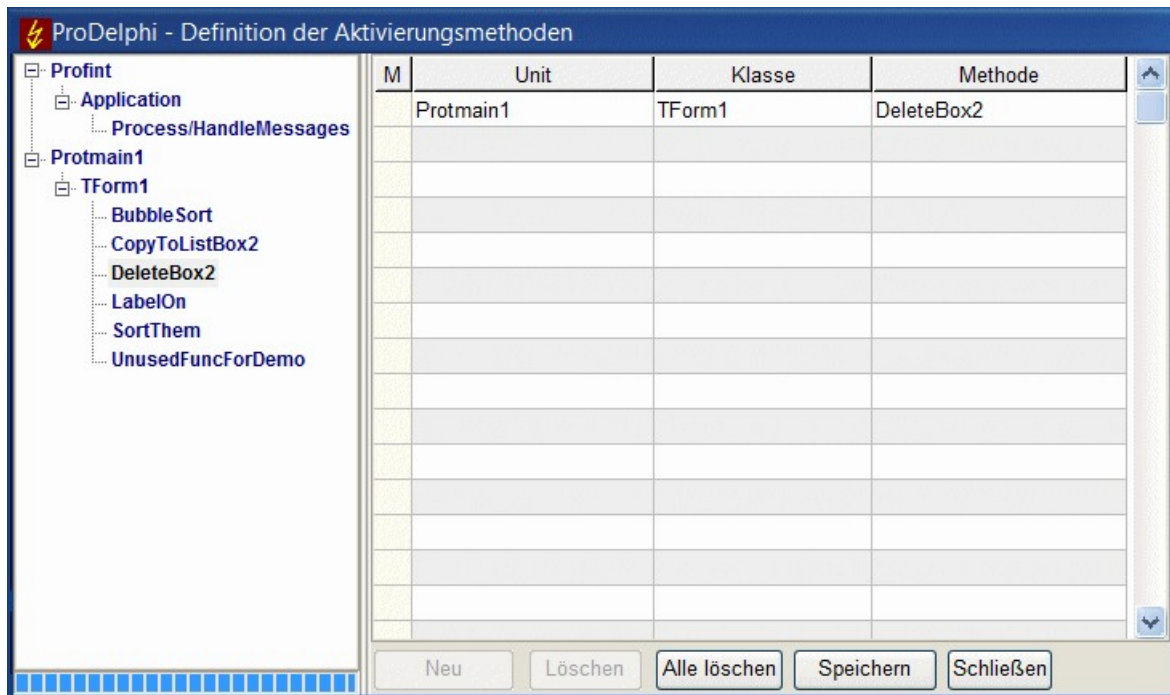 ProDelphi - Definition der Aktivierungsmethoden
Profint
Application
Process/HandleMessages
Protmain1
TForm1
BubbleSort
CopyToListBox2
DeleteBox2
LabelOn
SortThem
UnusedFuncForDemo
M Unit Klasse Methode
Protmain1 TForm1 DeleteBox2
Neu Löschen Alle löschen Speichern Schließen